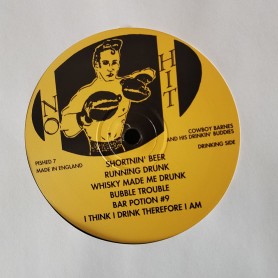 NO HIT
PISHED 7
MADE IN ENGLAND
COWBOY BARNES
AND HIS DRINKIN' BUDDIES
DRINKING SIDE
SHORTNIN' BEER
RUNNING DRUNK
WHISKY MADE ME DRUNK
BUBBLE TROUBLE
BAR POTION #9
I THINK I DRINK THEREFORE I AM